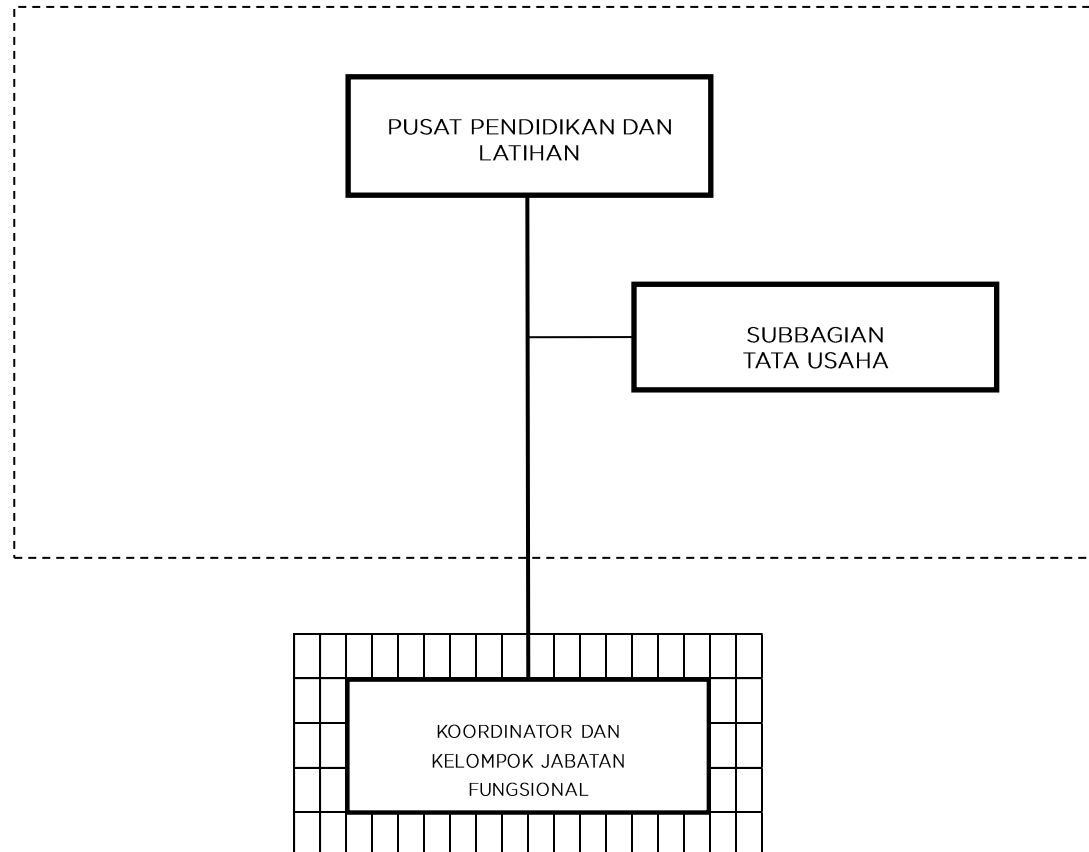 PUSAT PENDIDIKAN DAN
LATIHAN
SUBBAGIAN
TATA USAHA
KOORDINATOR DAN
KELOMPOK JABATAN
FUNGSIONAL